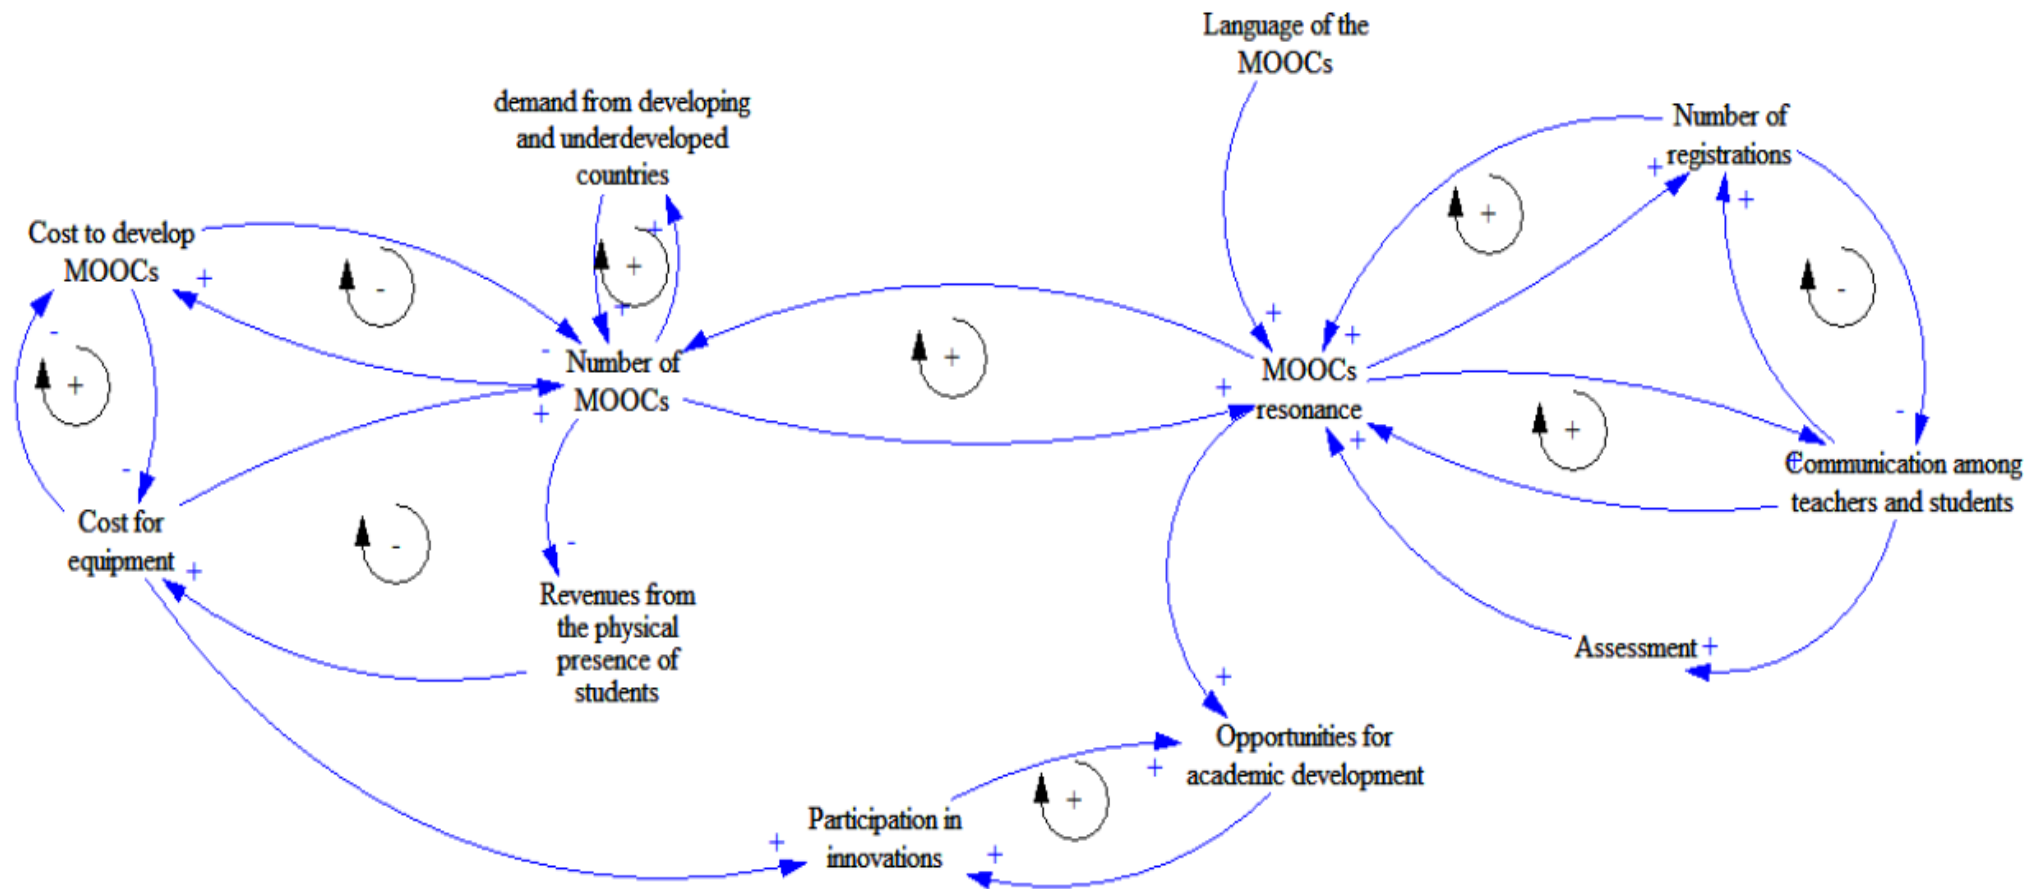 Language of the
MOOCs
demand from developing
and underdeveloped
countries
Number of
registrations
+
+
+
+
-
Cost to develop
MOOCs
+
-
+
+
+
-
+
-
Number of
MOOCs
+
+
+
+
MOOCs
resonance
+
-
+
-
+
+
+
-
+
Communication among
teachers and students
Cost for
equipment
+
-
-
Revenues from
the physical
presence of
students
Assessment +
+
Opportunities for
academic development
+
+
Participation in
innovations
+
+